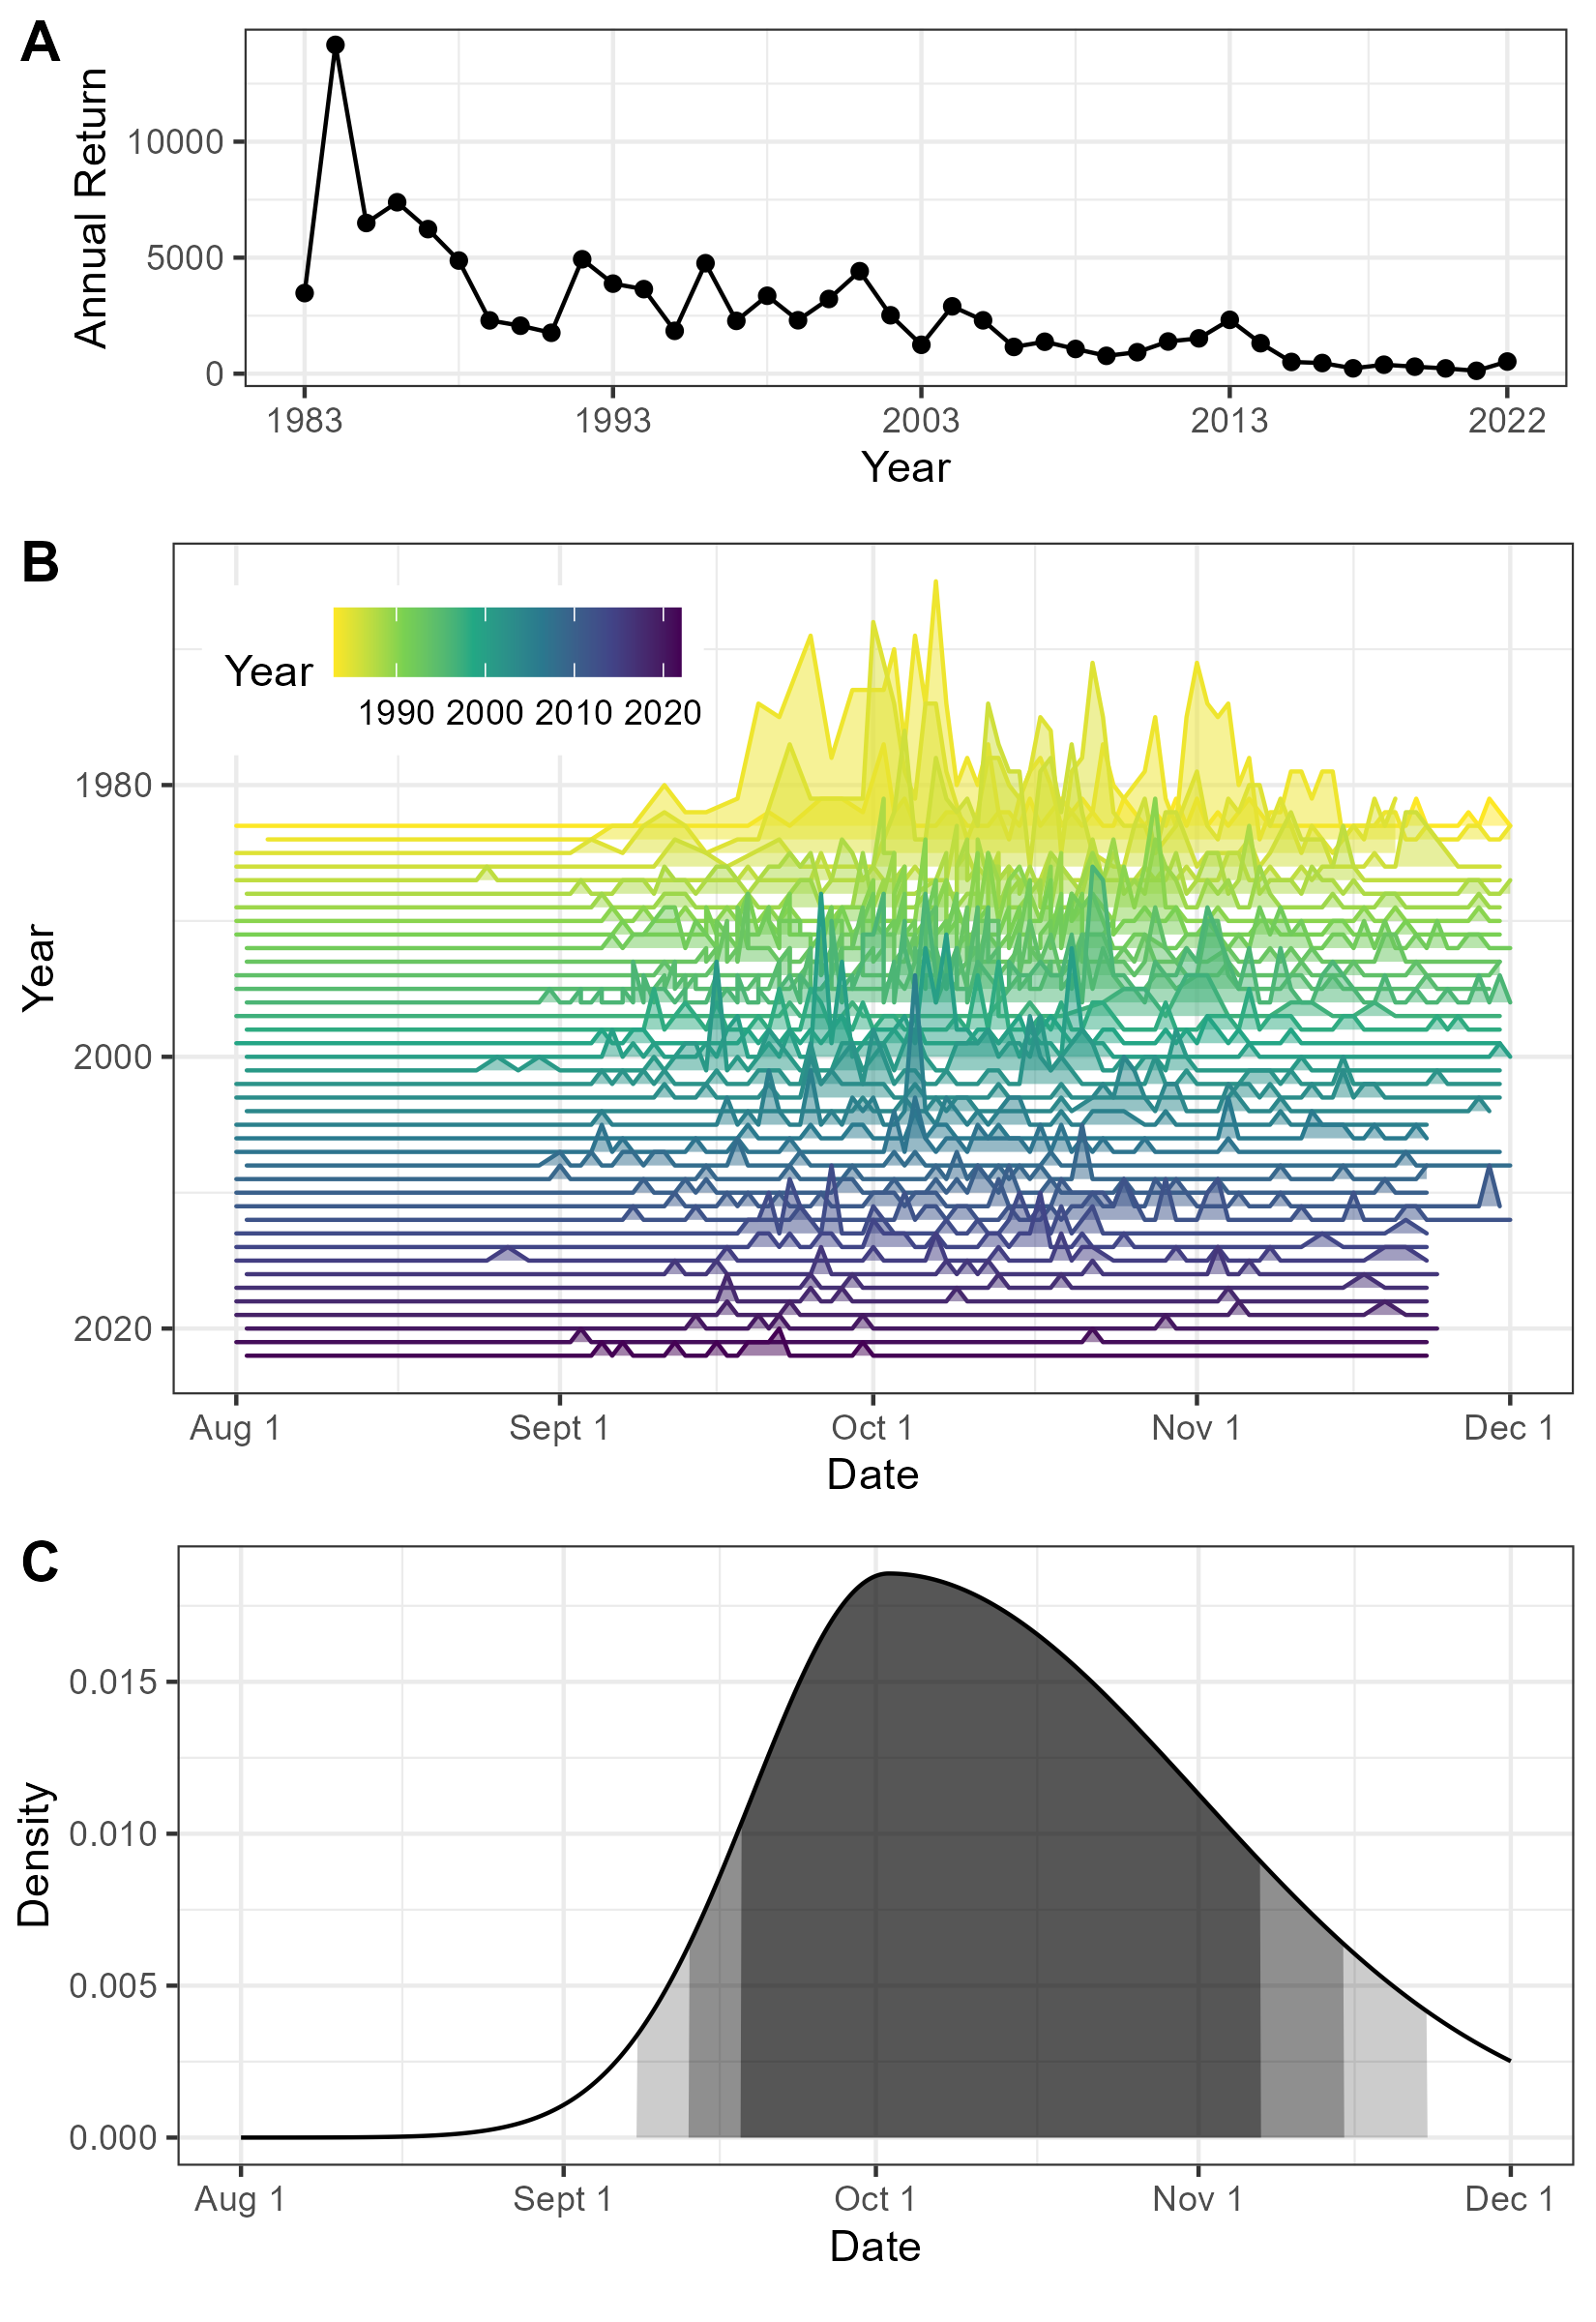 A
Annual Return
10000
5000
0
1983 1993 2003 2013 2022
Year
B
Year
1990 2000 2010 2020
Year
1980
2000
2020
Aug 1 Sept 1 Oct 1 Nov 1 Dec 1
Date
C
Density
0.015
0.010
0.005
0.000
Aug 1 Sept 1 Oct 1 Nov 1 Dec 1
Date